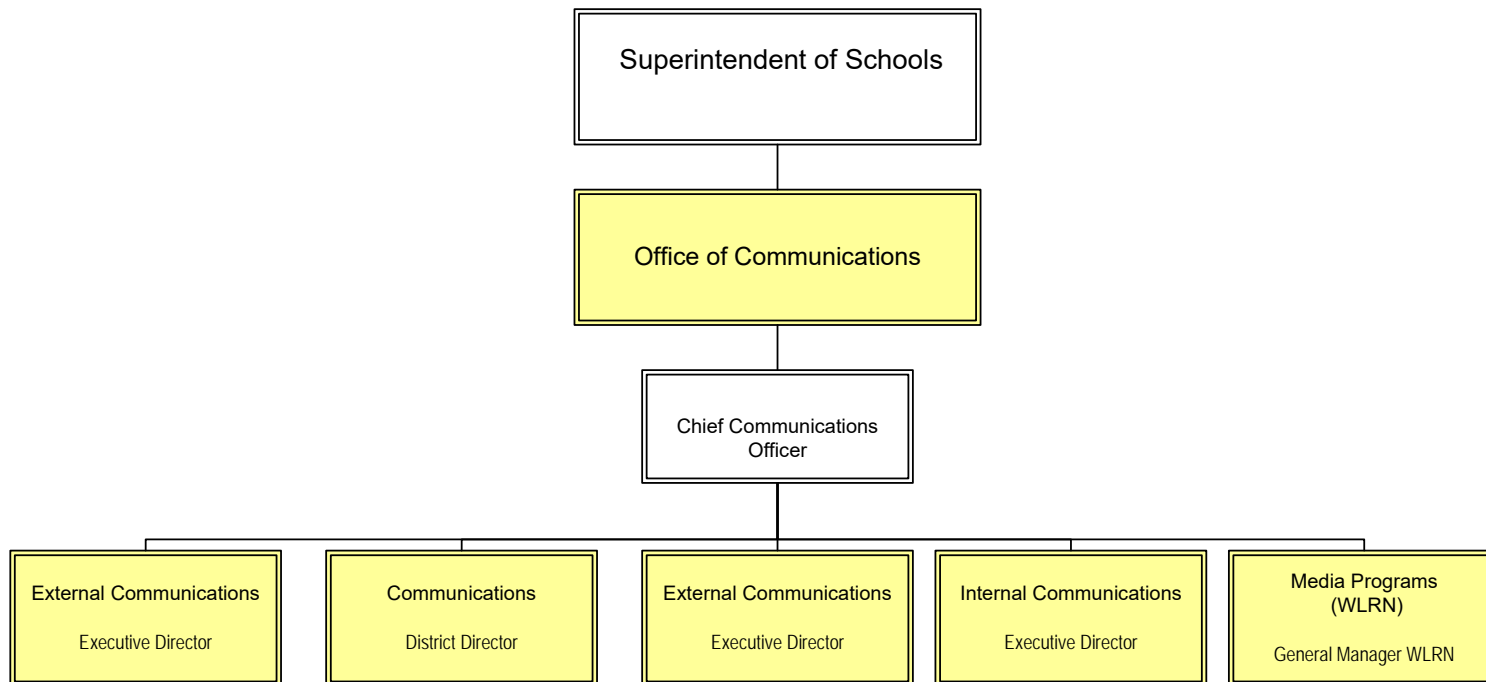 Superintendent of Schools
Office of Communications
Chief Communications
Officer
External Communications
Executive Director
Communications
District Director
External Communications
Executive Director
Internal Communications
Executive Director
Media Programs
(WLRN)
General Manager WLRN